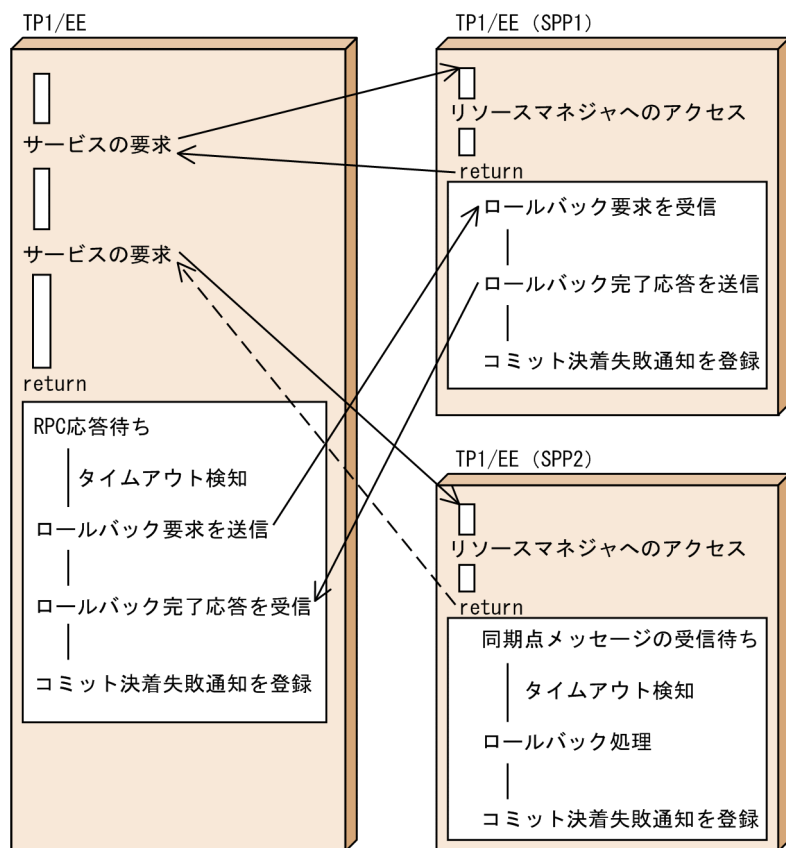 TP1/EE
サービスの要求
サービスの要求
return
RPC応答待ち
タイムアウト検知
ロールバック要求を送信
ロールバック完了応答を受信
コミット決着失敗通知を登録
TP1/EE（SPP1）
リソースマネジャへのアクセス
return
ロールバック要求を受信
ロールバック完了応答を送信
コミット決着失敗通知を登録
TP1/EE（SPP2）
リソースマネジャへのアクセス
return
同期点メッセージの受信待ち
タイムアウト検知
ロールバック処理
コミット決着失敗通知を登録